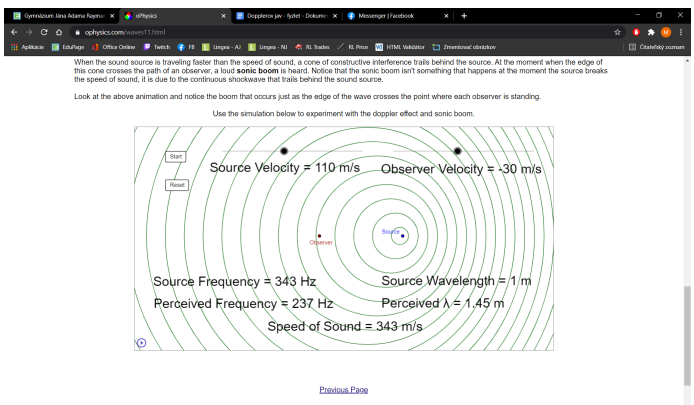 Gymnázium Jána Adama Rayma
oPhysics
Dopplerov jav - fyzet - Dokume
Messenger | Facebook
ophysics.com/waves11.html
Aplikácie
EduPage
Office Online
Twitch
FB
Lingea - AJ
Lingea - NJ
RL Trades
RL Price
HTML Validátor
Zmenšovač obrázkov
Čitateľský zoznam
When the sound source is traveling faster than the speed of sound, a cone of constructive interference trails behind the source. At the moment when the edge of
this cone crosses the path of an observer, a loud sonic boom is heard. Notice that the sonic boom isn't something that happens at the moment the source breaks
the speed of sound, it is due to the continuous shockwave that trails behind the sound source.
Look at the above animation and notice the boom that occurs just as the edge of the wave crosses the point where each observer is standing.
Use the simulation below to experiment with the doppler effect and sonic boom.
Start
Source Velocity = 110 m/s
Observer Velocity = -30 m/s
Reset
Source
Observer
Source Frequency = 343 Hz
Source Wavelength = 1 m
Perceived Frequency = 237 Hz
Perceived λ = 1.45 m
Speed of Sound = 343 m/s
Previous Page